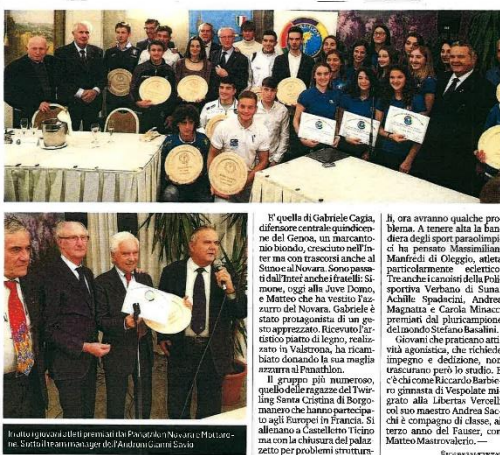 In alto i giovani atleti premiati dal Panathlon Novara e Mottaro-
ne. Sotto il team manager dell'Androni Gianni Savio
E' quella di Gabriele Cagia,
difensore centrale quindicen-
ne del Genoa, un marcanto-
nio biondo, cresciuto nell'In-
ter ma con trascorsi anche al
Suno e al Novara. Sono passa-
ti dall'Inter anche i fratelli: Si-
mone, oggi alla Juve Domo,
e Matteo che ha vestito l'az-
zurro del Novara. Gabriele è
stato protagonista di un ge-
sto apprezzato. Ricevuto l'ar-
tistico piatto di legno, realiz-
zato in Valstrona, ha ricam-
biato donando la sua maglia
azzurra al Panathlon.
Il gruppo più numeroso,
quello delle ragazze del Twir-
ling Santa Cristina di Borgo-
manero che hanno partecipa-
to agli Europei in Francia. Si
allenano a Castelletto Ticino
ma con la chiusura del palaz-
zetto per problemi struttura-
li, ora avranno qualche pro-
blema. A tenere alta la ban-
diera degli sport paraolimpi-
ci ha pensato Massimilian
Manfredi di Oleggio, atleta
particolarmente eclettico.
Tre anche i canoisti della Poli
sportiva Verbano di Suna:
Achille Spadacini, Andrea
Magnatta e Carola Minacc
premiati dal pluricampione
del mondo Stefano Basalini.
Giovani che praticano atti-
vità agonistica, che richiede
impegno e dedizione, non
trascurano però lo studio. E
c'è chi come Riccardo Barbie-
ro ginnasta di Vespolate mi-
grato alla Libertas Vercelli
col suo maestro Andrea Sac-
chi è compagno di classe, al
terzo anno del Fauser, con
Matteo Mastrovalerio. —